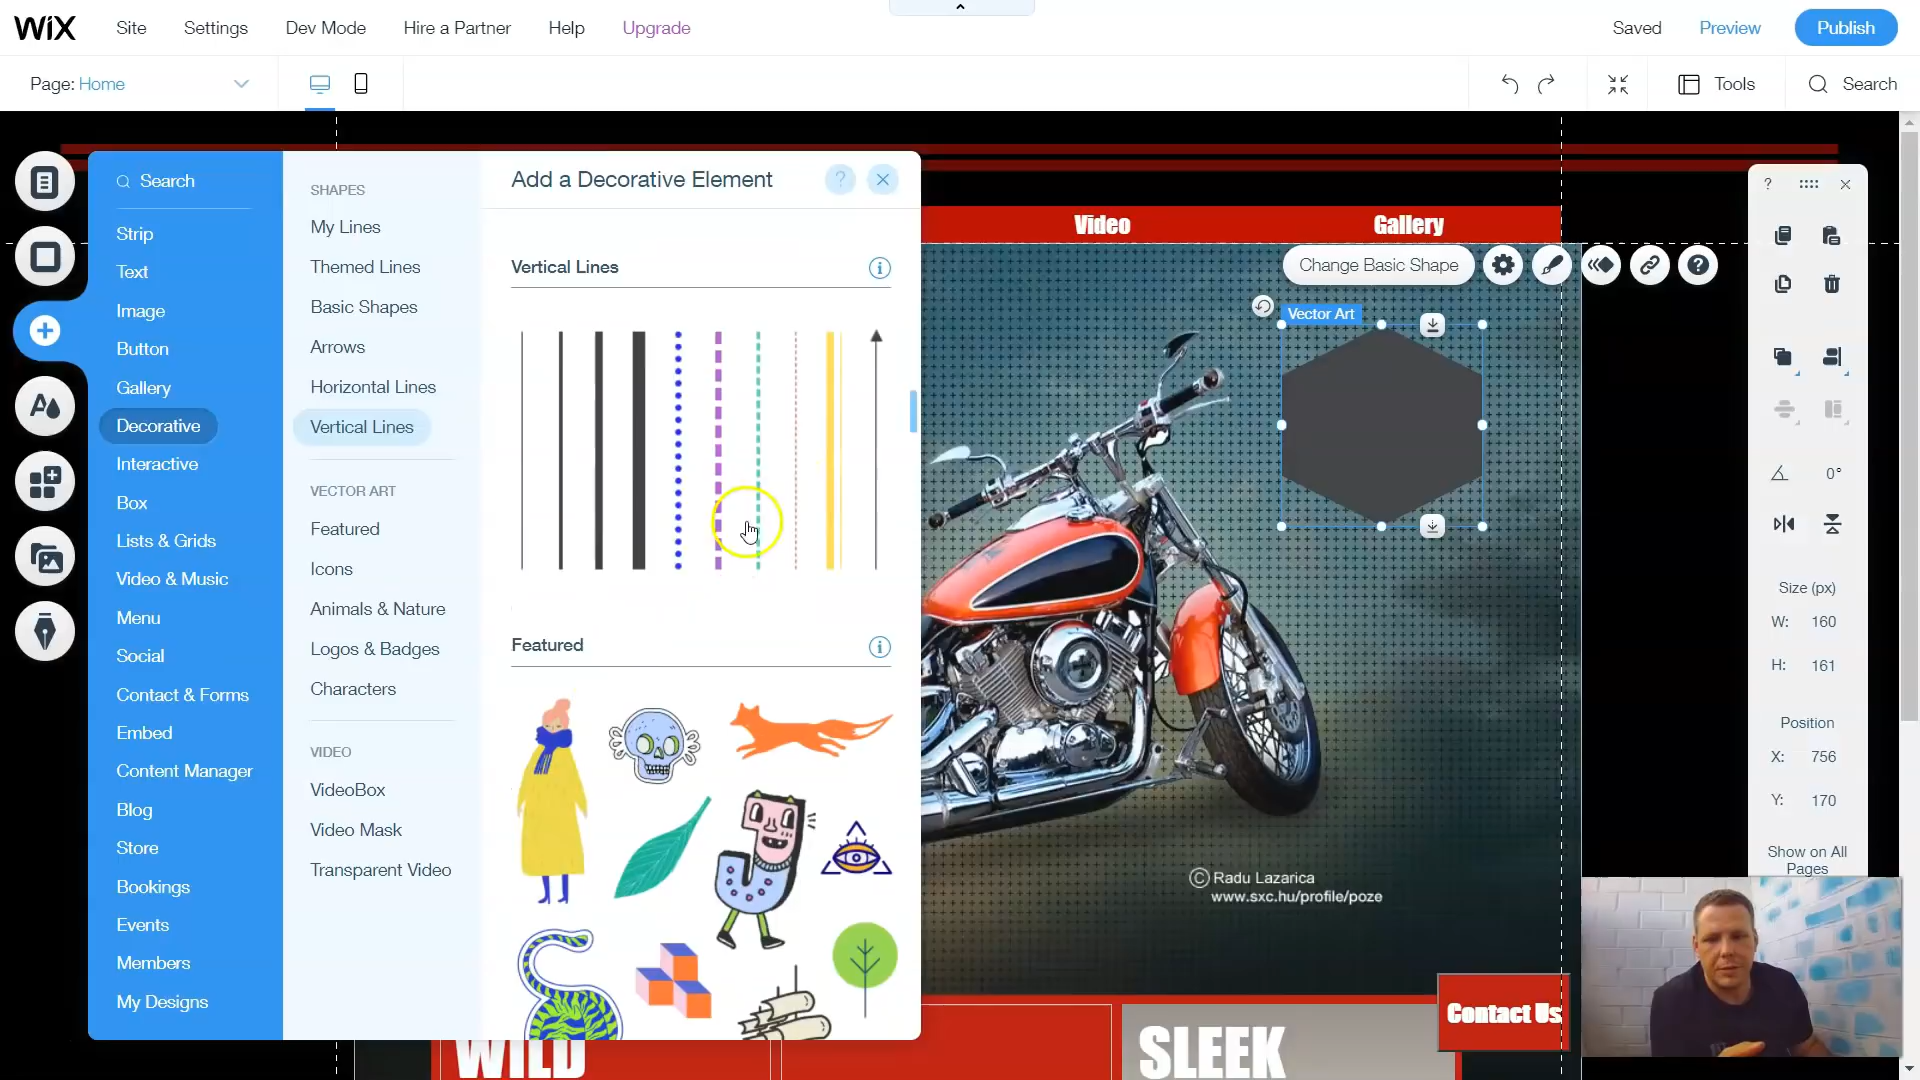 WiX
Site
Settings
Dev Mode
Hire a Partner
Help
Upgrade
Saved
Preview
Publish
Page: Home
Tools
Search
Search
Strip
Text
Image
Button
Gallery
Decorative
Interactive
Box
Lists & Grids
Video & Music
Menu
Social
Contact & Forms
Embed
Content Manager
Blog
Store
Bookings
Events
Members
My Designs
SHAPES
My Lines
Themed Lines
Basic Shapes
Arrows
Horizontal Lines
Vertical Lines
VECTOR ART
Featured
Icons
Animals & Nature
Logos & Badges
Characters
VIDEO
VideoBox
Video Mask
Transparent Video
Add a Decorative Element
?
Vertical Lines
Featured
Video
Gallery
Change Basic Shape
?
Vector Art
© Radu Lazarica
www.sxc.hu/profile/poze
Contact Us
WILD
SLEEK
?
0°
Size (px)
W: 160
H: 161
Position
X: 756
Y: 170
Show on All
Pages